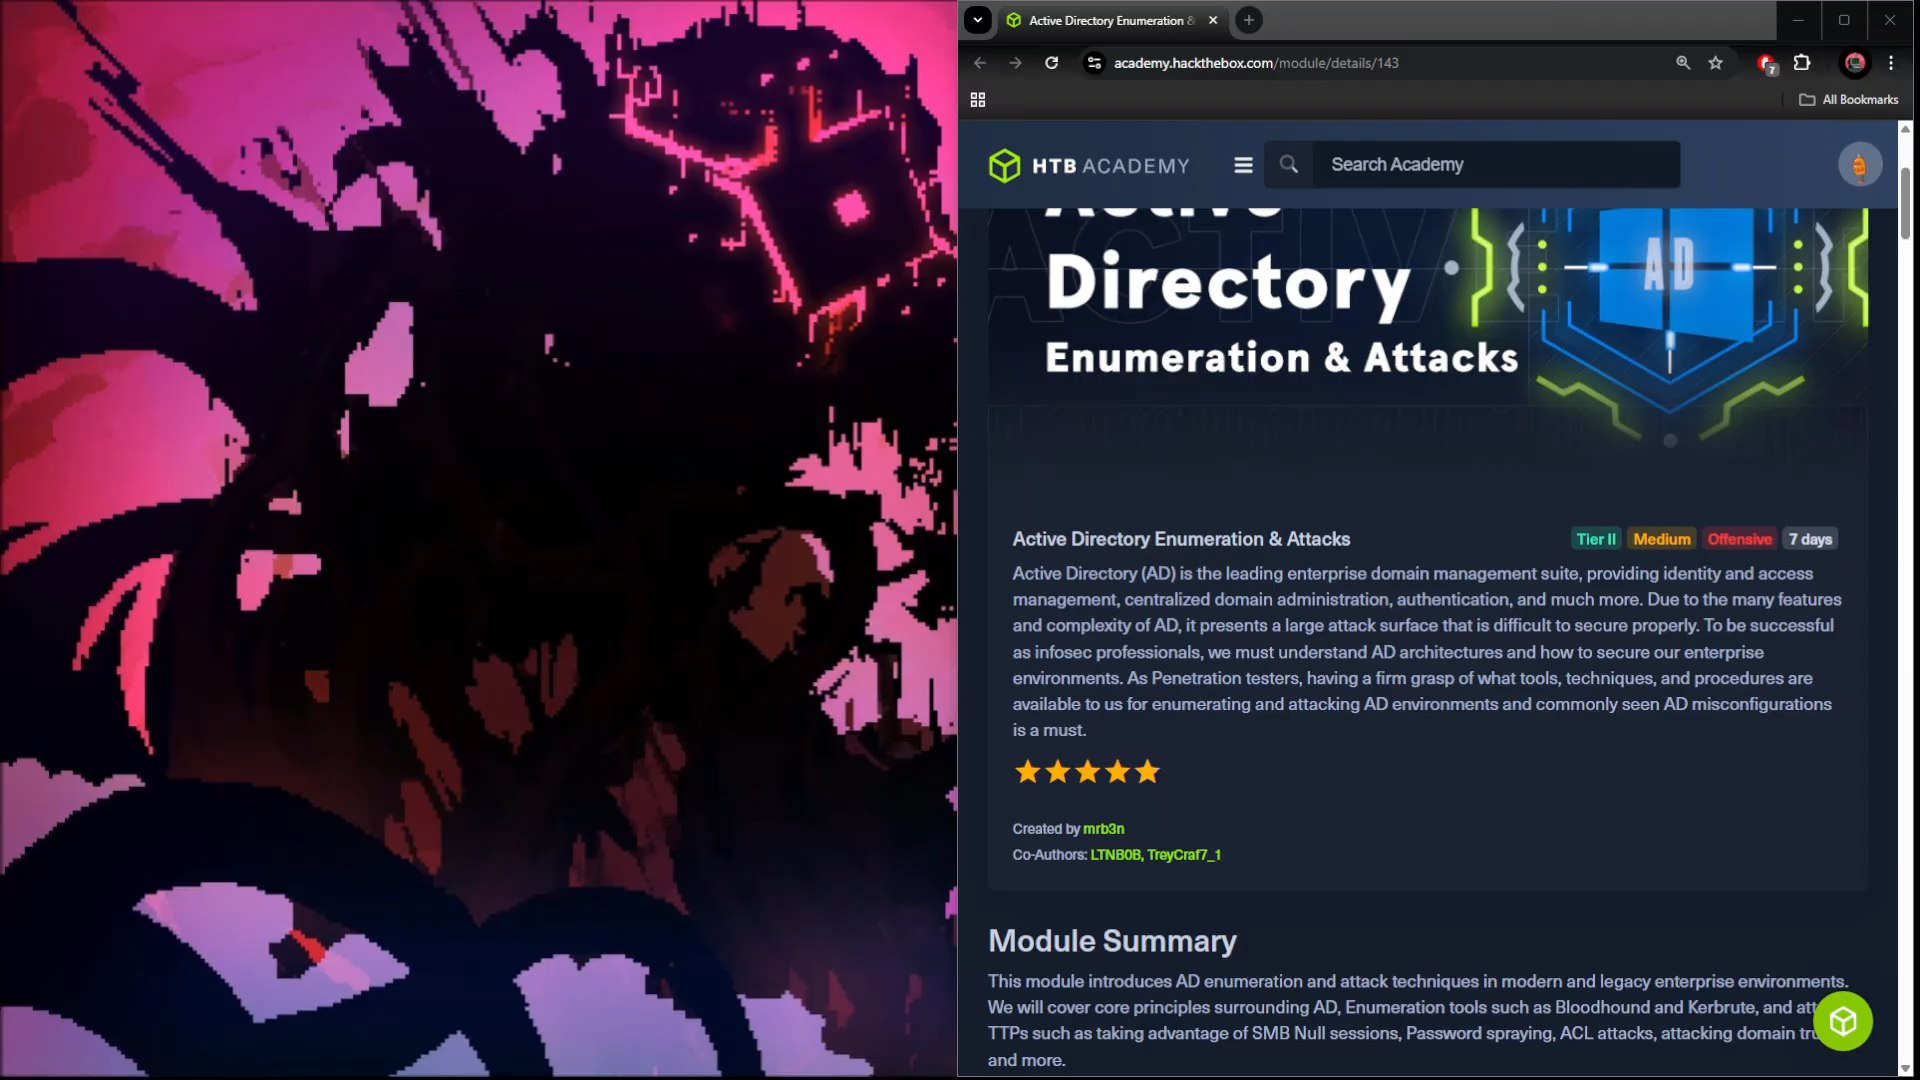 Active Directory Enumeration &
academy.hackthebox.com/module/details/143
7
All Bookmarks
HTB ACADEMY
Search Academy
Active
Directory
Enumeration & Attacks
AD
Active Directory Enumeration & Attacks
Tier II Medium Offensive 7 days
Active Directory (AD) is the leading enterprise domain management suite, providing identity and access
management, centralized domain administration, authentication, and much more. Due to the many features
and complexity of AD, it presents a large attack surface that is difficult to secure properly. To be successful
as infosec professionals, we must understand AD architectures and how to secure our enterprise
environments. As Penetration testers, having a firm grasp of what tools, techniques, and procedures are
available to us for enumerating and attacking AD environments and commonly seen AD misconfigurations
is a must.
Created by mrb3n
Co-Authors: LTNB0B, TreyCraf7_1
Module Summary
This module introduces AD enumeration and attack techniques in modern and legacy enterprise environments.
We will cover core principles surrounding AD, Enumeration tools such as Bloodhound and Kerbrute, and att
TTPs such as taking advantage of SMB Null sessions, Password spraying, ACL attacks, attacking domain tru
and more.